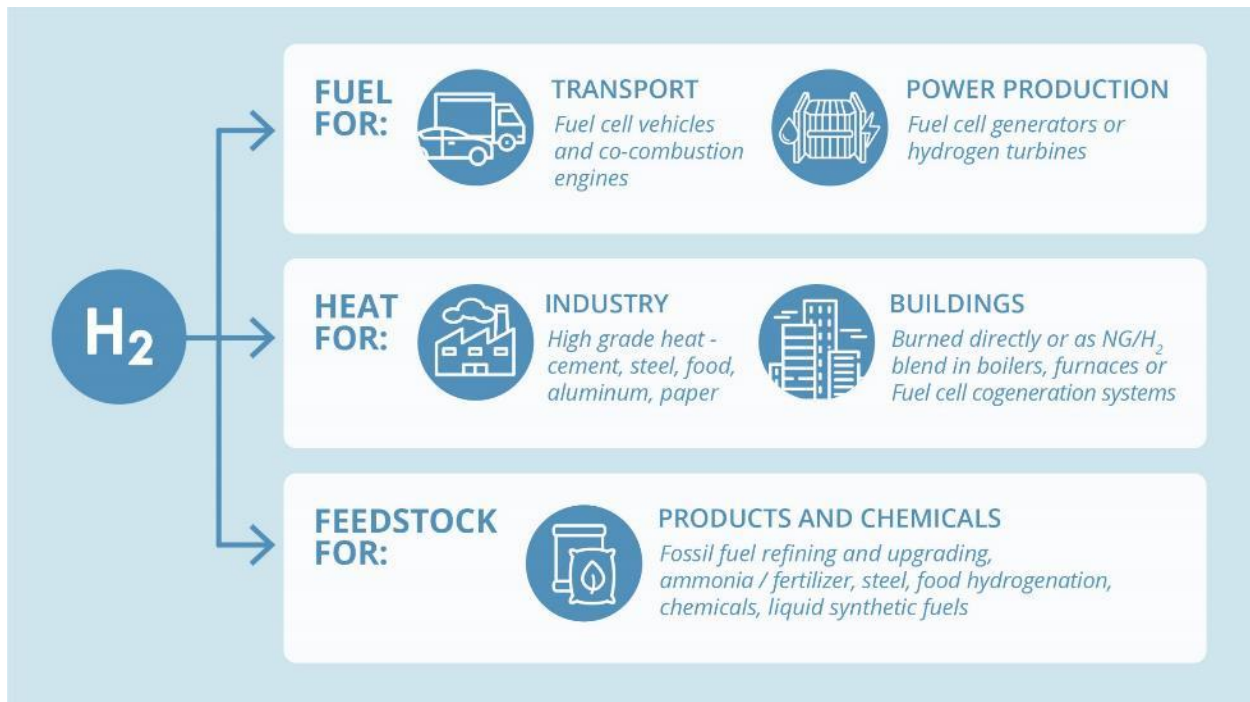 H₂
FUEL
FOR:
TRANSPORT
Fuel cell vehicles
and co-combustion
engines
POWER PRODUCTION
Fuel cell generators or
hydrogen turbines
HEAT
FOR:
INDUSTRY
High grade heat -
cement, steel, food,
aluminum, paper
BUILDINGS
Burned directly or as NG/H₂
blend in boilers, furnaces or
Fuel cell cogeneration systems
FEEDSTOCK
FOR:
PRODUCTS AND CHEMICALS
Fossil fuel refining and upgrading,
ammonia / fertilizer, steel, food hydrogenation,
chemicals, liquid synthetic fuels